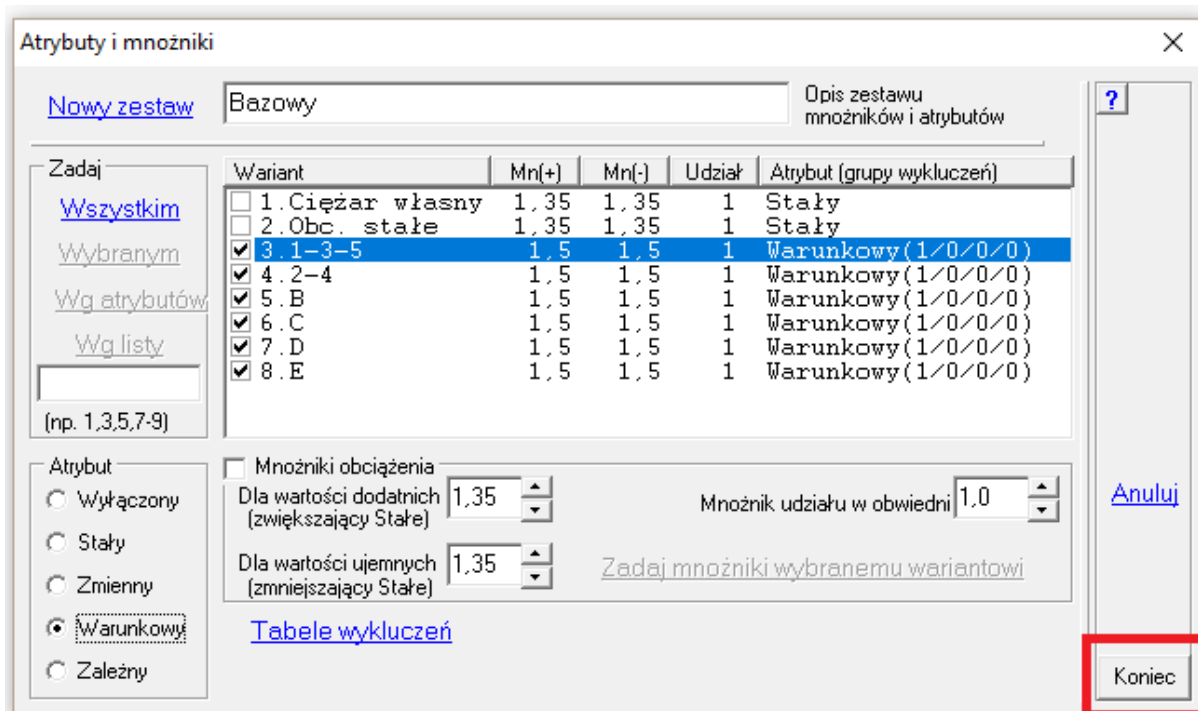 Atrybuty i mnożniki
Nowy zestaw
Bazowy
Opis zestawu
mnożników i atrybutów
?
Zadaj
Wszystkim
Wybranym
Wg atrybutów
Wg listy
(np. 1,3,5,7-9)
Wariant Mn(+) Mn(-) Udział Atrybut (grupy wykluczeń)
1.Ciężar własny 1,35 1,35 1 Stały
2.Obc. stałe 1,35 1,35 1 Stały
3.1-3-5 1,5 1,5 1 Warunkowy(1/0/0/0)
4.2-4 1,5 1,5 1 Warunkowy(1/0/0/0)
5.B 1,5 1,5 1 Warunkowy(1/0/0/0)
6.C 1,5 1,5 1 Warunkowy(1/0/0/0)
7.D 1,5 1,5 1 Warunkowy(1/0/0/0)
8.E 1,5 1,5 1 Warunkowy(1/0/0/0)
Atrybut
Wyłączony
Stały
Zmienny
Warunkowy
Zależny
Mnożniki obciążenia
Dla wartości dodatnich 1,35
(zwiększający Stałe)
Mnożnik udziału w obwiedni 1,0
Dla wartości ujemnych 1,35
(zmniejszający Stałe)
Zadaj mnożniki wybranemu wariantowi
Tabele wykluczeń
Anuluj
Koniec